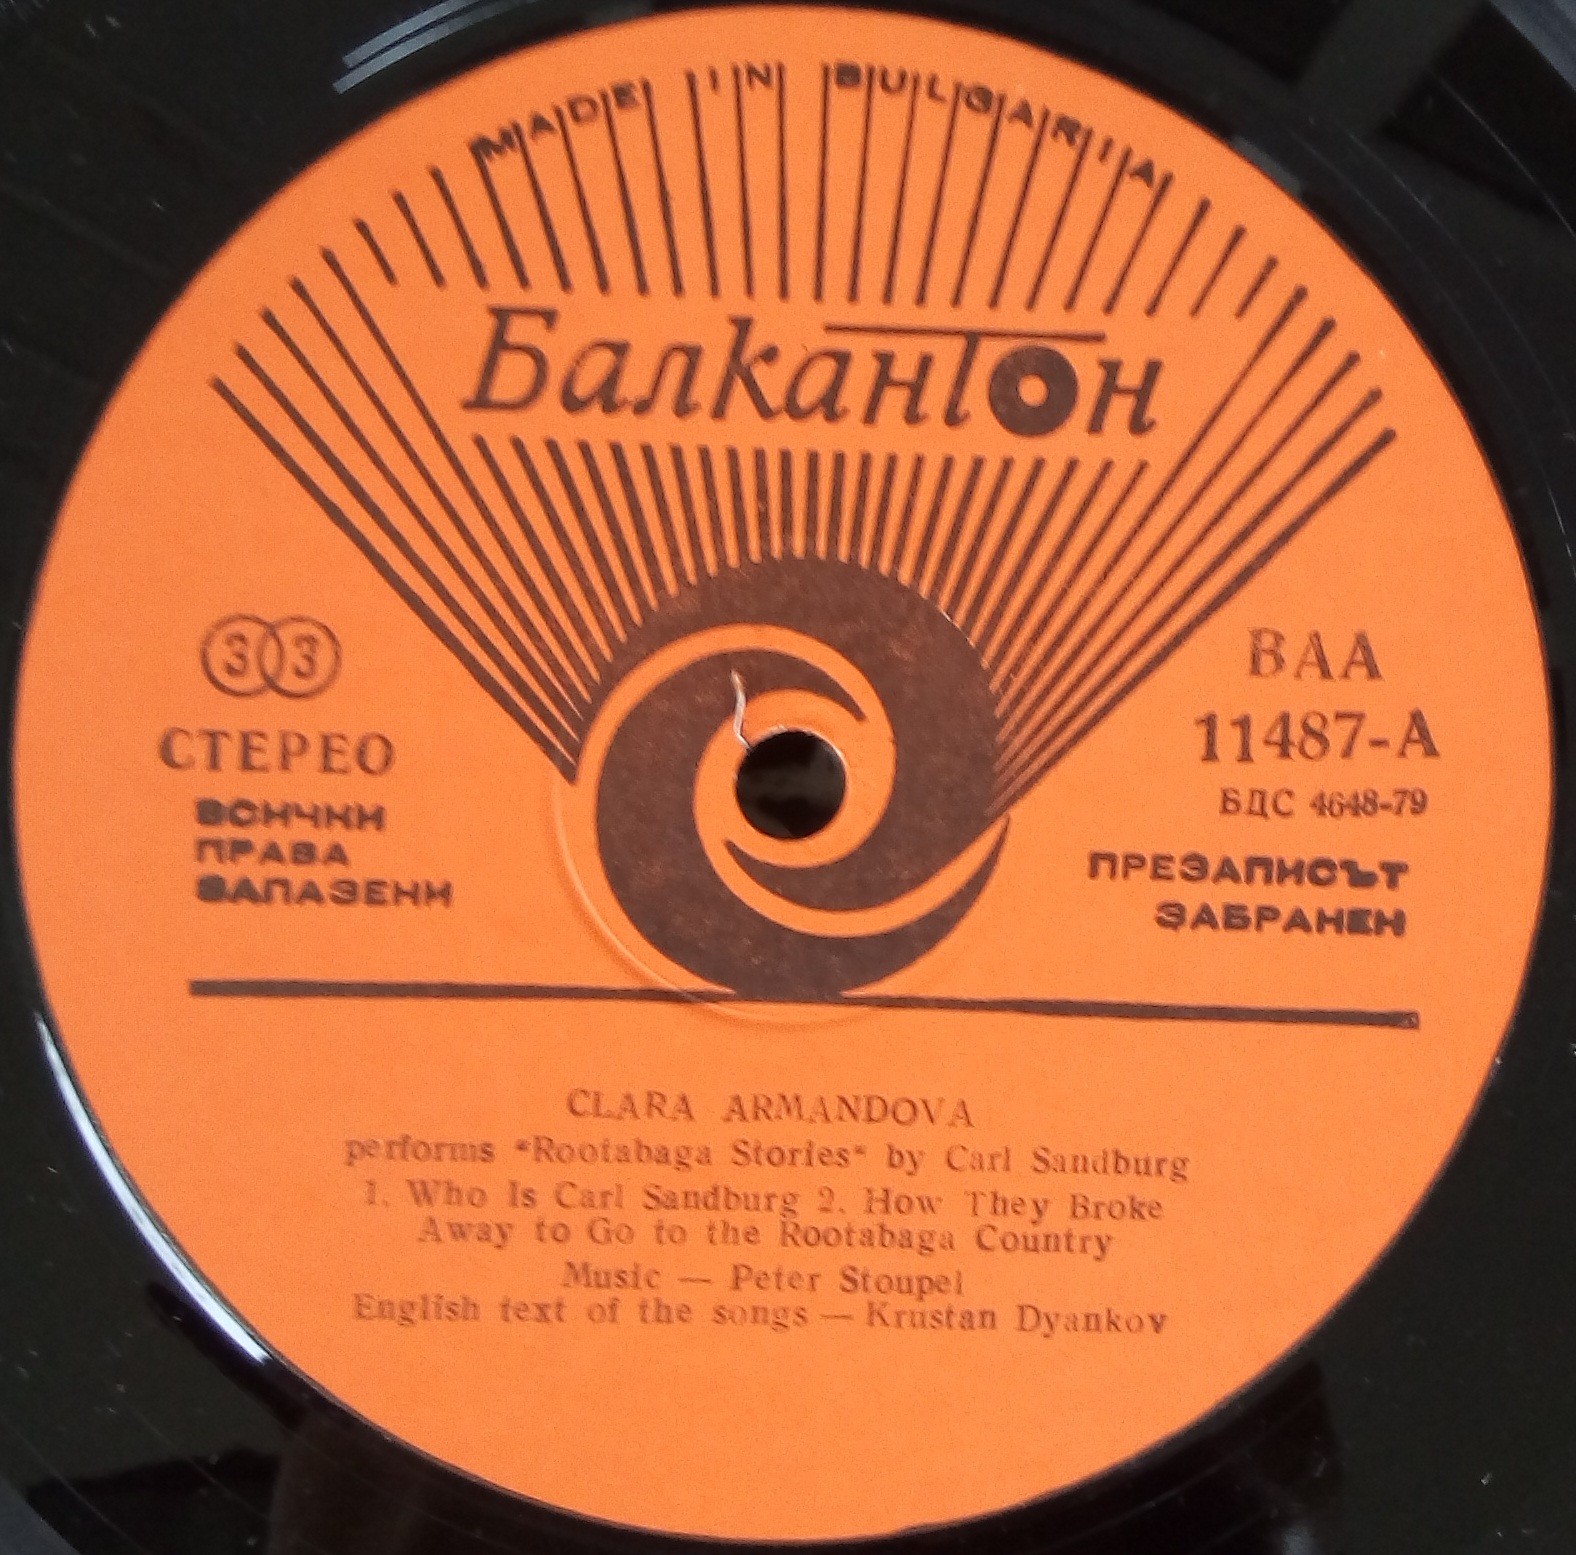 MADE IN BULGARIA
Балкантон
33
СТЕРЕО
ВСИЧКИ
ПРАВА
ЗАПАЗЕНИ
ВАА
11487-А
БДС 4648-79
ПРЕЗАПИСЪТ
ЗАБРАНЕН
CLARA ARMANDOVA
performs "Rootabaga Stories" by Carl Sandburg
1. Who Is Carl Sandburg 2. How They Broke
Away to Go to the Rootabaga Country
Music — Peter Stoupel
English text of the songs — Krustan Dyankov